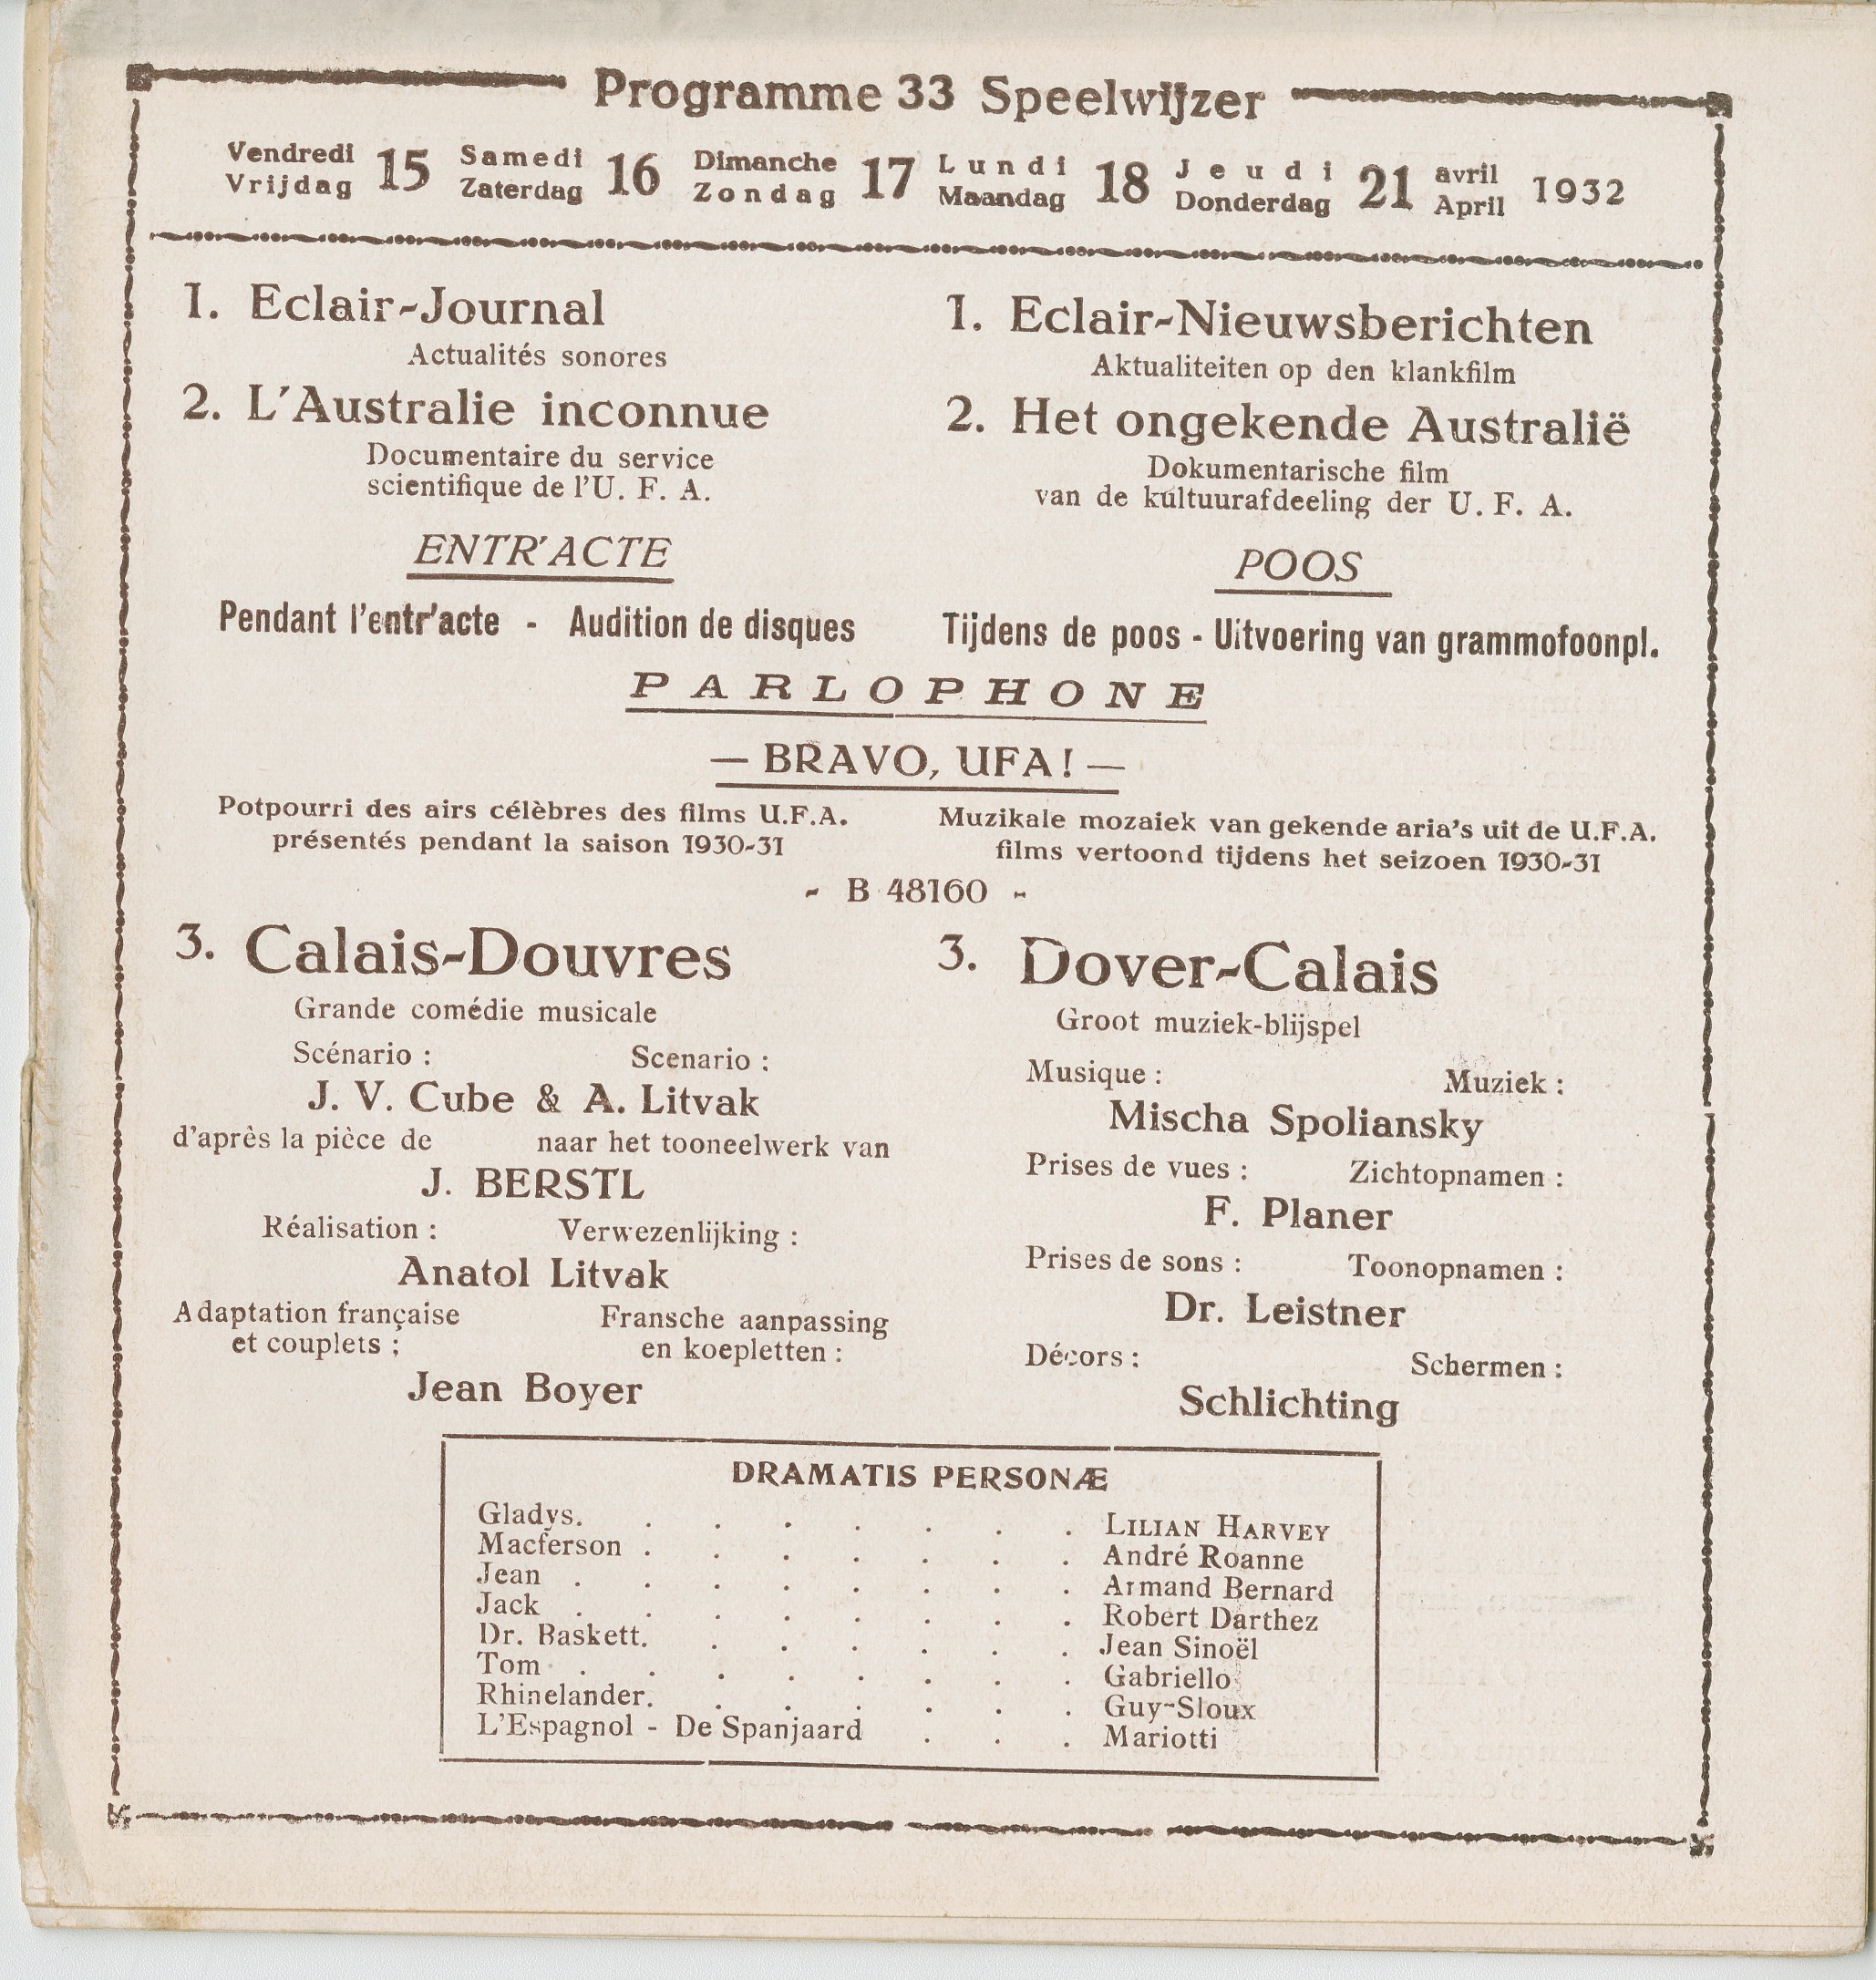 Programme 33 Speelwijzer
Vendredi 15 Samedi 16 Dimanche 17 Lundi 18 Jeudi 21 avril 1932
Vrijdag Zaterdag Zondag Maandag Donderdag April
1. Eclair-Journal
Actualités sonores
2. L'Australie inconnue
Documentaire du service
scientifique de l'U. F. A.
ENTR'ACTE
Pendant l'entr'acte - Audition de disques
1. Eclair-Nieuwsberichten
Aktualiteiten op den klankfilm
2. Het ongekende Australië
Dokumentarische film
van de kultuurafdeeling der U. F. A.
POOS
Tijdens de poos - Uitvoering van grammofoonpl.
PARLOPHONE
— BRAVO, UFA! —
Potpourri des airs célèbres des films U.F.A.
présentés pendant la saison 1930-31
Muzikale mozaiek van gekende aria's uit de U.F.A.
films vertoond tijdens het seizoen 1930-31
- B 48160 -
3. Calais-Douvres
Grande comédie musicale
Scénario : Scenario :
J. V. Cube & A. Litvak
d'après la pièce de naar het tooneelwerk van
J. BERSTL
Réalisation : Verwezenlijking :
Anatol Litvak
Adaptation française Fransche aanpassing
et couplets ; en koepletten :
Jean Boyer
3. Dover-Calais
Groot muziek-blijspel
Musique : Muziek :
Mischa Spoliansky
Prises de vues : Zichtopnamen :
F. Planer
Prises de sons : Toonopnamen :
Dr. Leistner
Décors : Schermen :
Schlichting
DRAMATIS PERSONÆ
Gladys. . . . . . . . LILIAN HARVEY
Macferson . . . . . . . André Roanne
Jean . . . . . . . . Armand Bernard
Jack . . . . . . . . Robert Darthez
Dr. Baskett. . . . . . . Jean Sinoël
Tom . . . . . . . . Gabriello
Rhinelander. . . . . . . Guy-Sloux
L'Espagnol - De Spanjaard . . . Mariotti